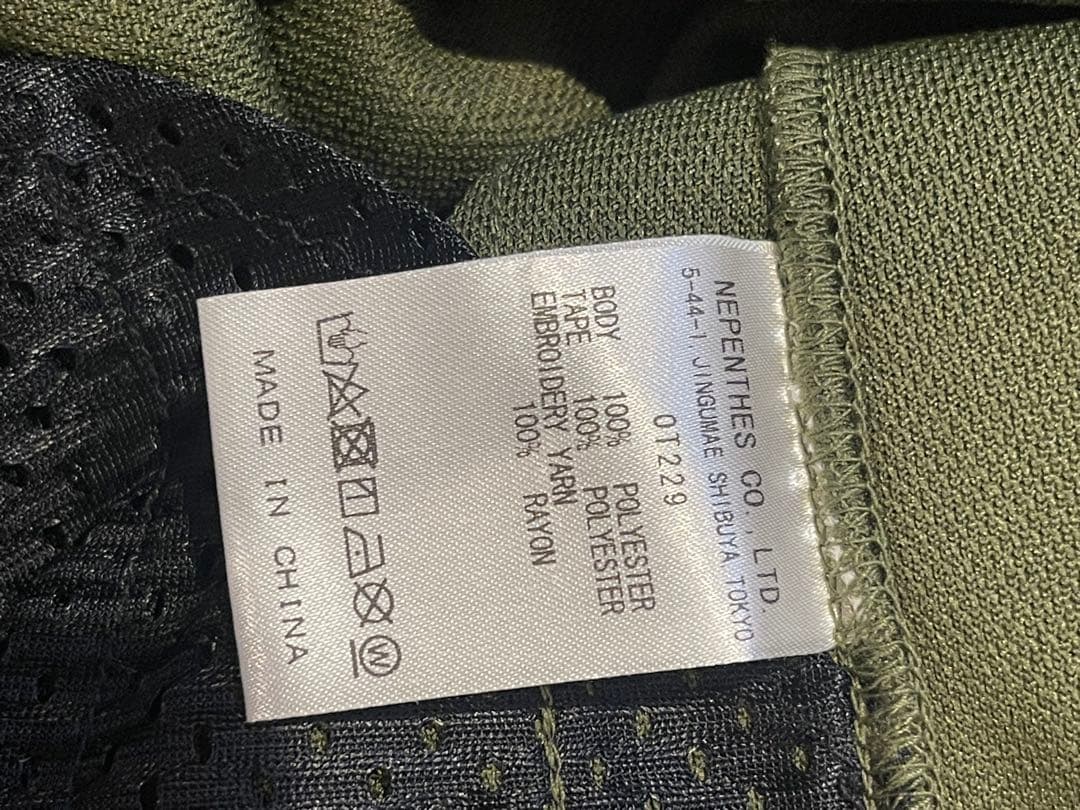 NEPENTHES CO., LTD.
5-44-1 JINGUMAE SHIBUYA TOKYO
OT229
BODY 100% POLYESTER
TAPE 100% POLYESTER
EMBROIDERY YARN
100% RAYON
W
MADE IN CHINA